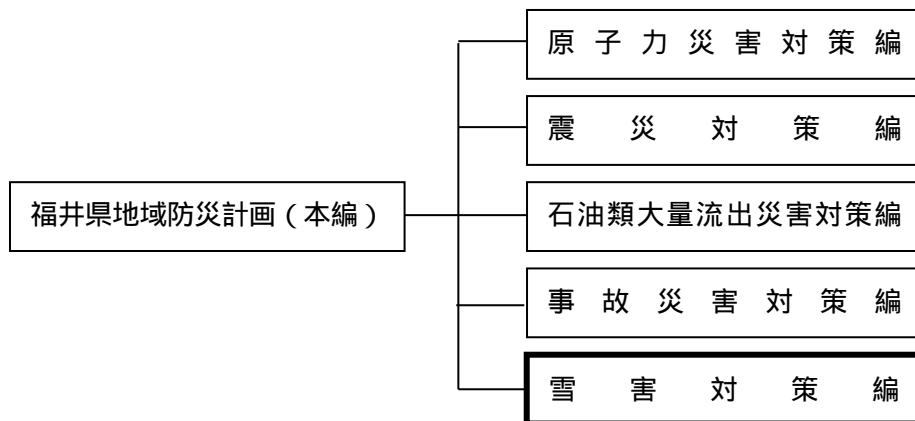 原子力災害対策編
震災対策編
福井県地域防災計画（本編）
石油類大量流出災害対策編
事故災害対策編
雪害対策編